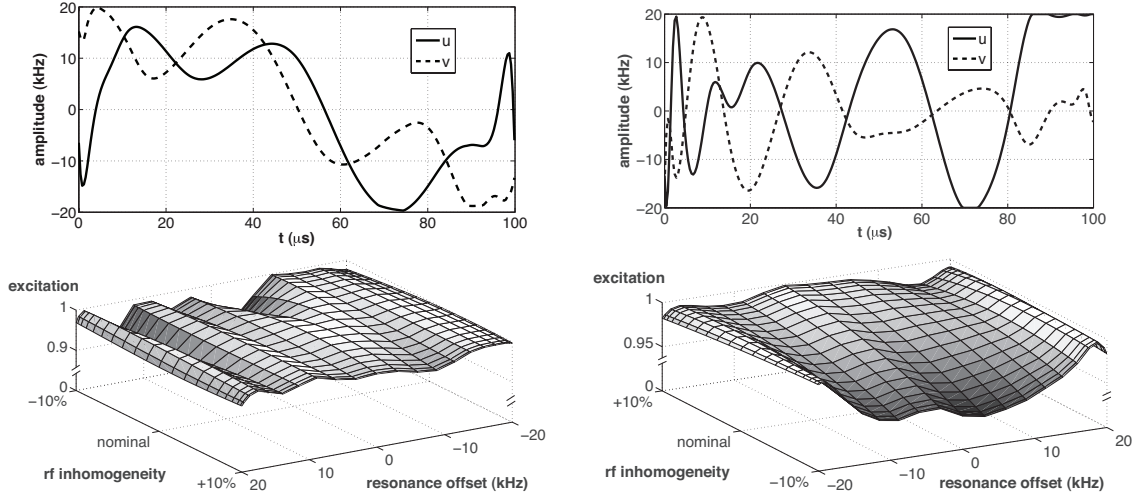 20
10
0
−10
−20
amplitude (kHz)
u
v
0 20 40 60 80 100
t (μs)
20
10
0
−10
−20
amplitude (kHz)
u
v
0 20 40 60 80 100
t (μs)
excitation
1
0.9
0
−10%
nominal
rf inhomogeneity
+10%
20
10
0
−10
−20
resonance offset (kHz)
excitation
1
0.95
0
+10%
nominal
rf inhomogeneity
−10%
−20
−10
0
10
20
resonance offset (kHz)